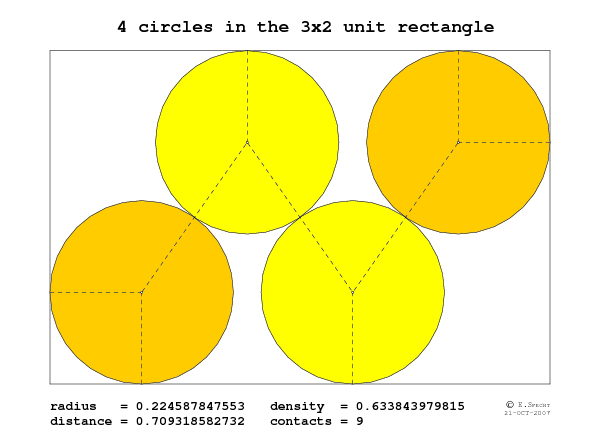 4 circles in the 3x2 unit rectangle
radius = 0.224587847553 density = 0.633843979815
distance = 0.709318582732 contacts = 9
© E.SPECHT
21-OCT-2007